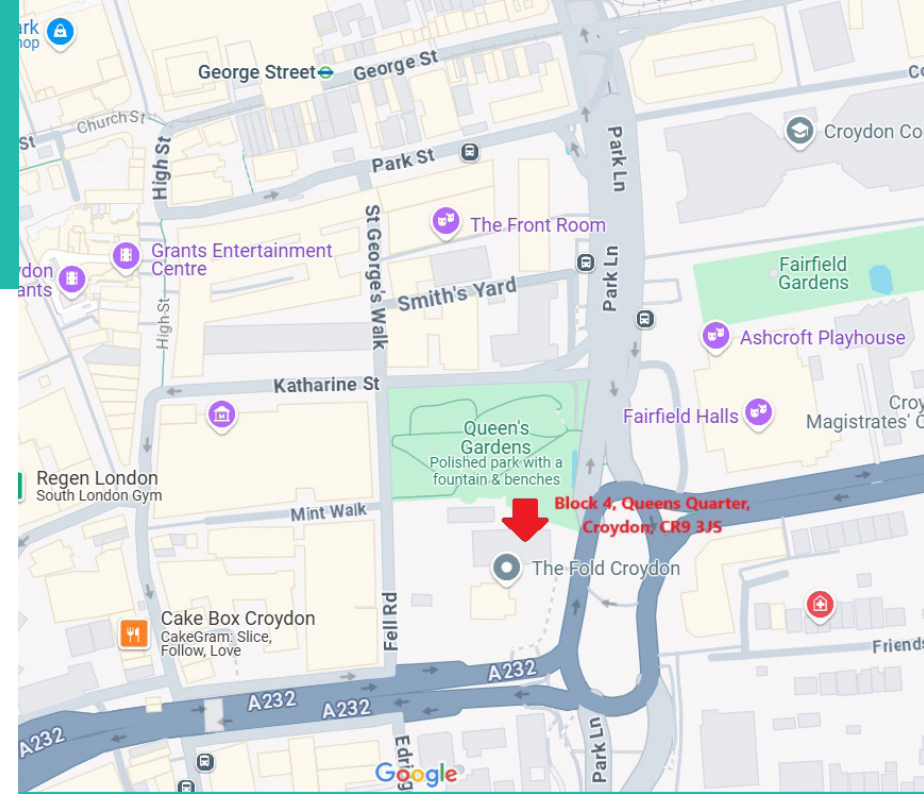 ark
hop
George Street
George St
Co
Church St
St
High St
Park St
Park Ln
Croydon Co
St George's Walk
The Front Room
Grants Entertainment
Centre
ydon
ants
Smith's Yard
Park Ln
Fairfield
Gardens
High St
Ashcroft Playhouse
Katharine St
Fairfield Halls
Croy
Magistrates' C
Queen's
Gardens
Polished park with a
fountain & benches
Regen London
South London Gym
Mint Walk
Block 4, Queens Quarter,
Croydon, CR9 3JS
The Fold Croydon
Fell Rd
Cake Box Croydon
CakeGram: Slice,
Follow, Love
Friends
A232
A232
A232
A232
Park Ln
Edri
Google